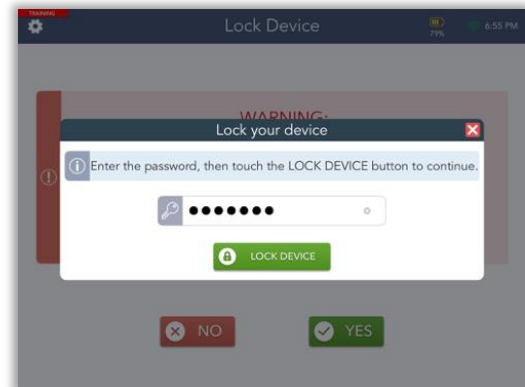 TRAINING
Lock Device
79%
6:55 PM
WARNING:
Lock your device
Enter the password, then touch the LOCK DEVICE button to continue.
●●●●●●●
LOCK DEVICE
NO
YES